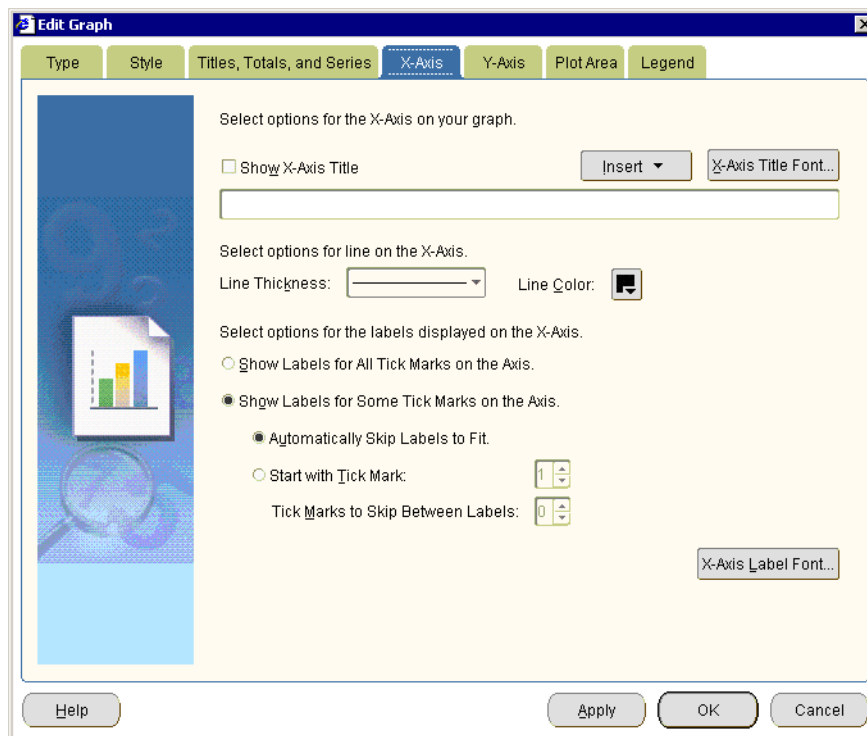 Edit Graph
Type Style Titles, Totals, and Series X-Axis Y-Axis Plot Area Legend
Select options for the X-Axis on your graph.
Show X-Axis Title Insert X-Axis Title Font...
Select options for line on the X-Axis.
Line Thickness: Line Color:
Select options for the labels displayed on the X-Axis.
Show Labels for All Tick Marks on the Axis.
Show Labels for Some Tick Marks on the Axis.
Automatically Skip Labels to Fit.
Start with Tick Mark: 1
Tick Marks to Skip Between Labels: 0
X-Axis Label Font...
Help Apply OK Cancel